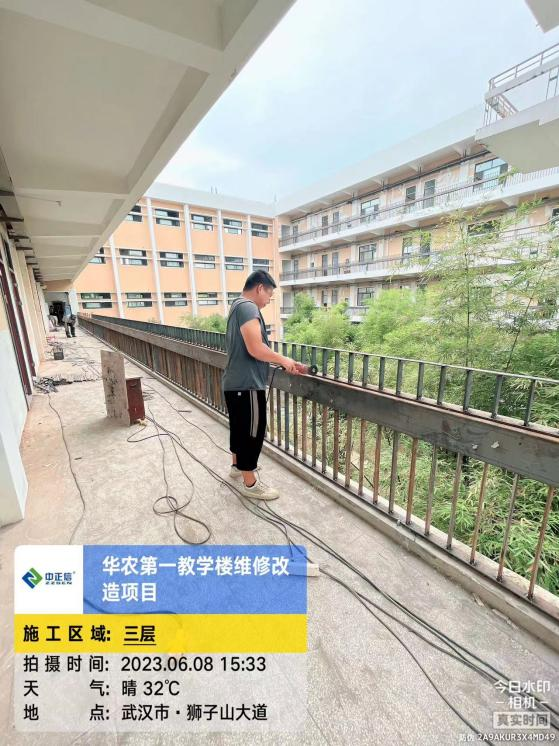 中正信
ZZSEN
华农第一教学楼维修改
造项目
施工区域: 三层
拍摄时间: 2023.06.08 15:33
天气: 晴 32℃
地点: 武汉市·狮子山大道
今日水印
-相机-
真实时间
防伪 2A9AKUR3X4MD49